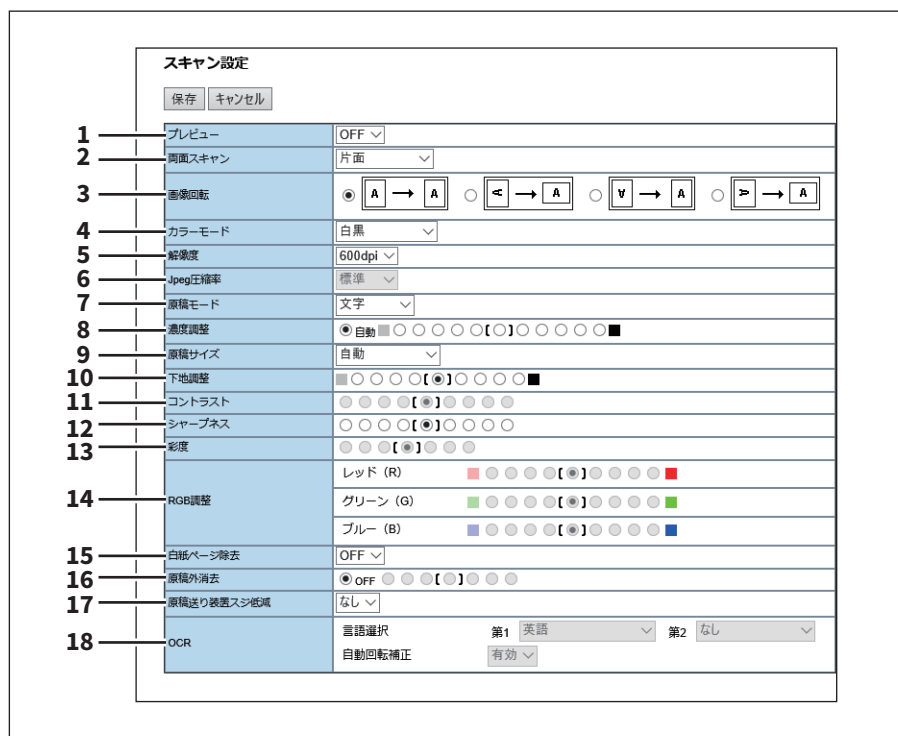 スキャン設定
保存 キャンセル
1 プレビュー OFF
2 両面スキャン 片面
3 画像回転 A → A A → A A → A A → A
4 カラーモード 白黒
5 解像度 600dpi
6 Jpeg圧縮率 標準
7 原稿モード 文字
8 濃度調整 自動 [ ]
9 原稿サイズ 自動
10 下地調整 [ ]
11 コントラスト [ ]
12 シャープネス [ ]
13 彩度 [ ]
レッド（R） [ ]
14 RGB調整 グリーン（G） [ ]
ブルー（B） [ ]
15 白紙ページ除去 OFF
16 原稿外消去 OFF [ ]
17 原稿送り装置スジ低減 なし
18 OCR 言語選択 第1 英語 第2 なし
自動回転補正 有効